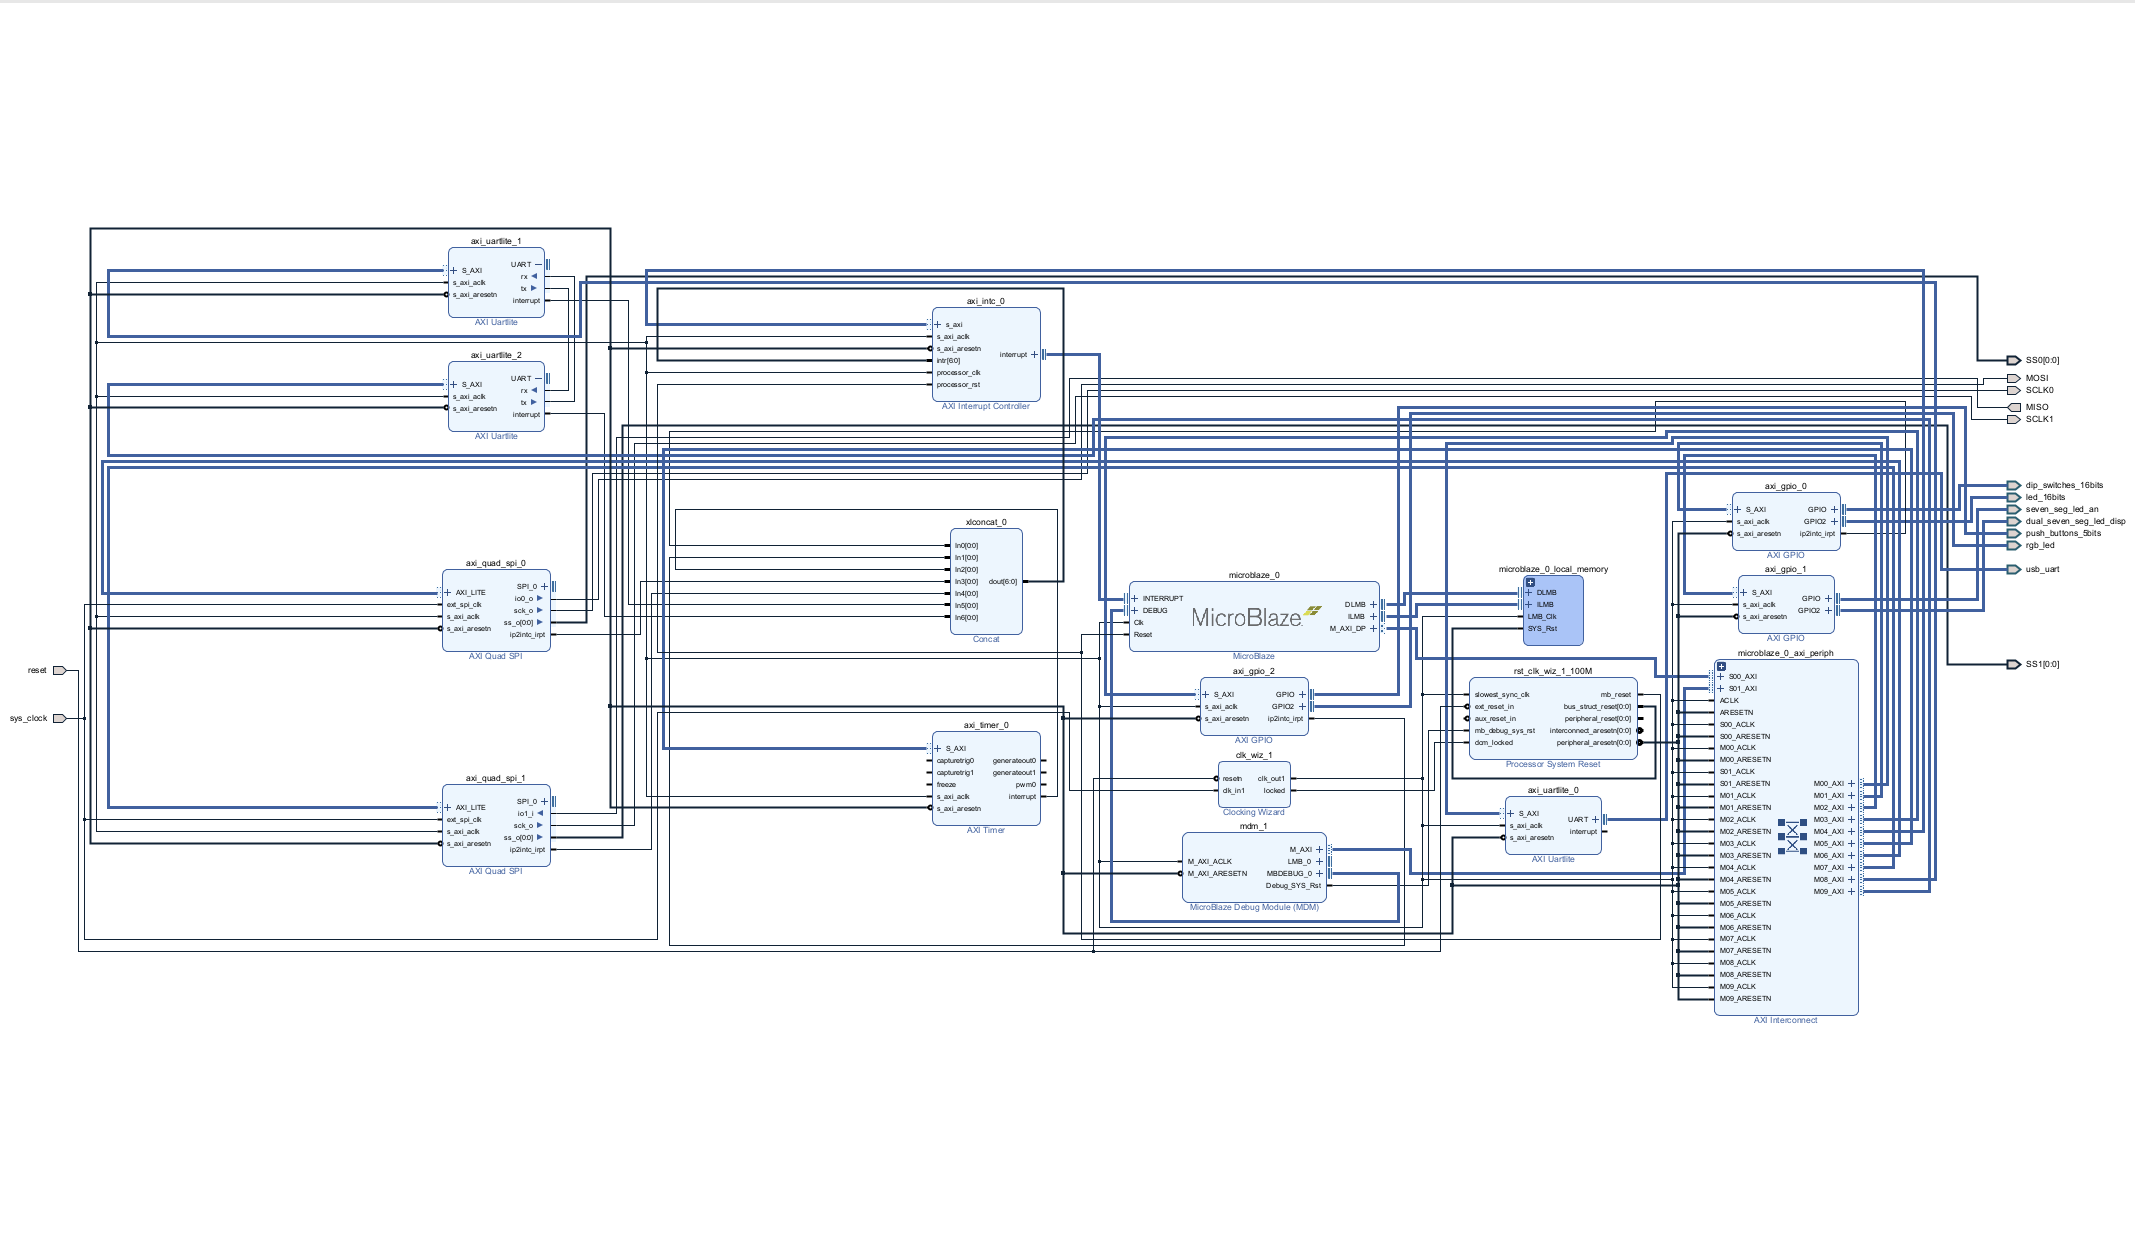 axi_uartlite_1
S_AXI
s_axi_aclk
s_axi_aresetn
UART
rx
tx
interrupt
AXI Uartlite
axi_uartlite_2
S_AXI
s_axi_aclk
s_axi_aresetn
UART
rx
tx
interrupt
AXI Uartlite
axi_quad_spi_0
AXI_LITE
ext_spi_clk
s_axi_aclk
s_axi_aresetn
SPI_0
io0_o
sck_o
ss_o[0:0]
ip2intc_irpt
AXI Quad SPI
reset
sys_clock
axi_quad_spi_1
AXI_LITE
ext_spi_clk
s_axi_aclk
s_axi_aresetn
SPI_0
io1_i
sck_o
ss_o[0:0]
ip2intc_irpt
AXI Quad SPI
axi_intc_0
s_axi
s_axi_aclk
s_axi_aresetn
intr[6:0]
processor_clk
processor_rst
interrupt
AXI Interrupt Controller
xlconcat_0
In0[0:0]
In1[0:0]
In2[0:0]
In3[0:0]
In4[0:0]
In5[0:0]
In6[0:0]
dout[6:0]
Concat
axi_timer_0
S_AXI
capturetrig0
capturetrig1
freeze
s_axi_aclk
s_axi_aresetn
generateout0
generateout1
pwm0
interrupt
AXI Timer
microblaze_0
INTERRUPT
DEBUG
Clk
Reset
MicroBlaze
DLMB
ILMB
M_AXI_DP
MicroBlaze
axi_gpio_2
S_AXI
s_axi_aclk
s_axi_aresetn
GPIO
GPIO2
ip2intc_irpt
AXI GPIO
clk_wiz_1
resetn
clk_in1
clk_out1
locked
Clocking Wizard
mdm_1
M_AXI_ACLK
M_AXI_ARESETN
M_AXI
LMB_0
MBDEBUG_0
Debug_SYS_Rst
MicroBlaze Debug Module (MDM)
microblaze_0_local_memory
DLMB
ILMB
LMB_Clk
SYS_Rst
rst_clk_wiz_1_100M
slowest_sync_clk
ext_reset_in
aux_reset_in
mb_debug_sys_rst
dcm_locked
mb_reset
bus_struct_reset[0:0]
peripheral_reset[0:0]
interconnect_aresetn[0:0]
peripheral_aresetn[0:0]
Processor System Reset
axi_uartlite_0
S_AXI
s_axi_aclk
s_axi_aresetn
UART
interrupt
AXI Uartlite
axi_gpio_0
S_AXI
s_axi_aclk
s_axi_aresetn
GPIO
GPIO2
ip2intc_irpt
AXI GPIO
axi_gpio_1
S_AXI
s_axi_aclk
s_axi_aresetn
GPIO
GPIO2
AXI GPIO
microblaze_0_axi_periph
S00_AXI
S01_AXI
ACLK
ARESETN
S00_ACLK
S00_ARESETN
M00_ACLK
M00_ARESETN
S01_ACLK
S01_ARESETN
M01_ACLK
M01_ARESETN
M02_ACLK
M02_ARESETN
M03_ACLK
M03_ARESETN
M04_ACLK
M04_ARESETN
M05_ACLK
M05_ARESETN
M06_ACLK
M06_ARESETN
M07_ACLK
M07_ARESETN
M08_ACLK
M08_ARESETN
M09_ACLK
M09_ARESETN
M00_AXI
M01_AXI
M02_AXI
M03_AXI
M04_AXI
M05_AXI
M06_AXI
M07_AXI
M08_AXI
M09_AXI
AXI Interconnect
SS0[0:0]
MOSI
SCLK0
MISO
SCLK1
dip_switches_16bits
led_16bits
seven_seg_led_an
dual_seven_seg_led_disp
push_buttons_5bits
rgb_led
usb_uart
SS1[0:0]